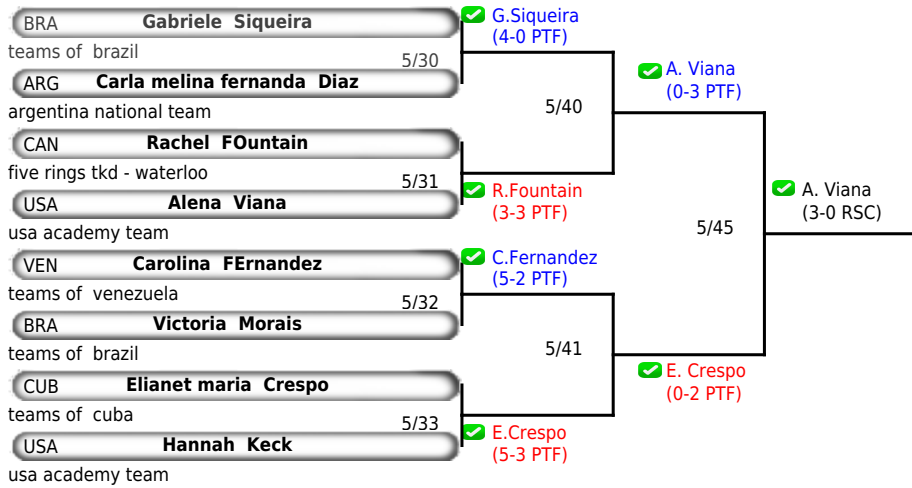 BRA Gabriele Siqueira
teams of brazil
5/30
ARG Carla melina fernanda Diaz
argentina national team
CAN Rachel FOuntain
five rings tkd - waterloo
5/31
USA Alena Viana
usa academy team
VEN Carolina FErnandez
teams of venezuela
5/32
BRA Victoria Morais
teams of brazil
CUB Elianet maria Crespo
teams of cuba
5/33
USA Hannah Keck
usa academy team
G.Siqueira
(4-0 PTF)
5/40
R.Fountain
(3-3 PTF)
C.Fernandez
(5-2 PTF)
5/41
E.Crespo
(5-3 PTF)
A. Viana
(0-3 PTF)
5/45
E. Crespo
(0-2 PTF)
A. Viana
(3-0 RSC)